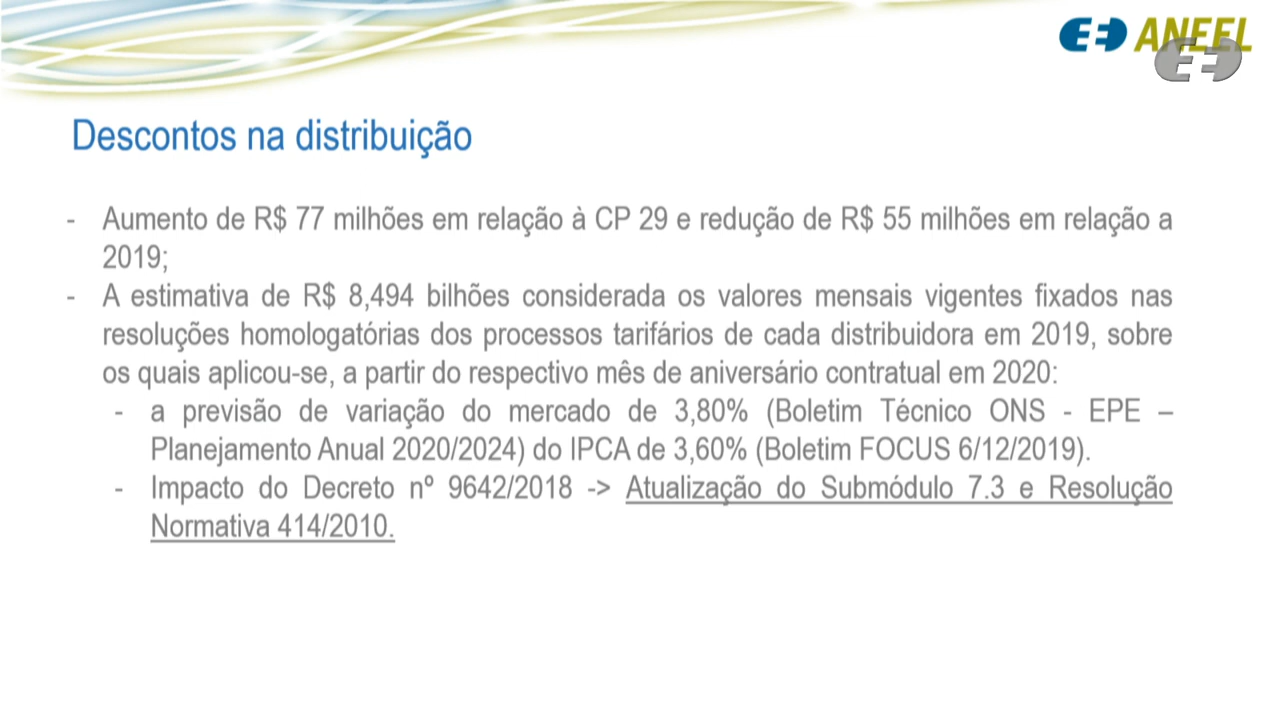 ANEEL
Descontos na distribuição
- Aumento de R$ 77 milhões em relação à CP 29 e redução de R$ 55 milhões em relação a
2019;
- A estimativa de R$ 8,494 bilhões considerada os valores mensais vigentes fixados nas
resoluções homologatórias dos processos tarifários de cada distribuidora em 2019, sobre
os quais aplicou-se, a partir do respectivo mês de aniversário contratual em 2020:
- a previsão de variação do mercado de 3,80% (Boletim Técnico ONS - EPE –
Planejamento Anual 2020/2024) do IPCA de 3,60% (Boletim FOCUS 6/12/2019).
- Impacto do Decreto nº 9642/2018 -> Atualização do Submódulo 7.3 e Resolução
Normativa 414/2010.